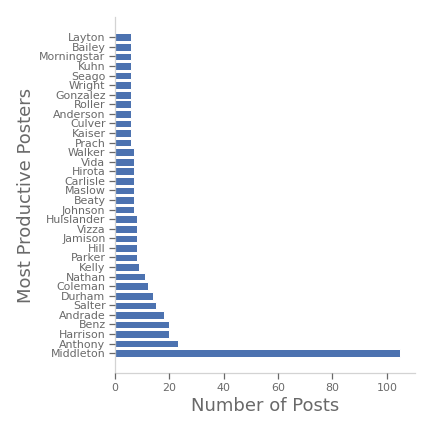 Layton
Bailey
Morningstar
Kuhn
Seago
Wright
Gonzalez
Roller
Anderson
Culver
Kaiser
Prach
Walker
Vida
Hirota
Carlisle
Maslow
Beaty
Johnson
Hulslander
Vizza
Jamison
Hill
Parker
Kelly
Nathan
Coleman
Durham
Salter
Andrade
Benz
Harrison
Anthony
Middleton
Most Productive Posters
0 20 40 60 80 100
Number of Posts